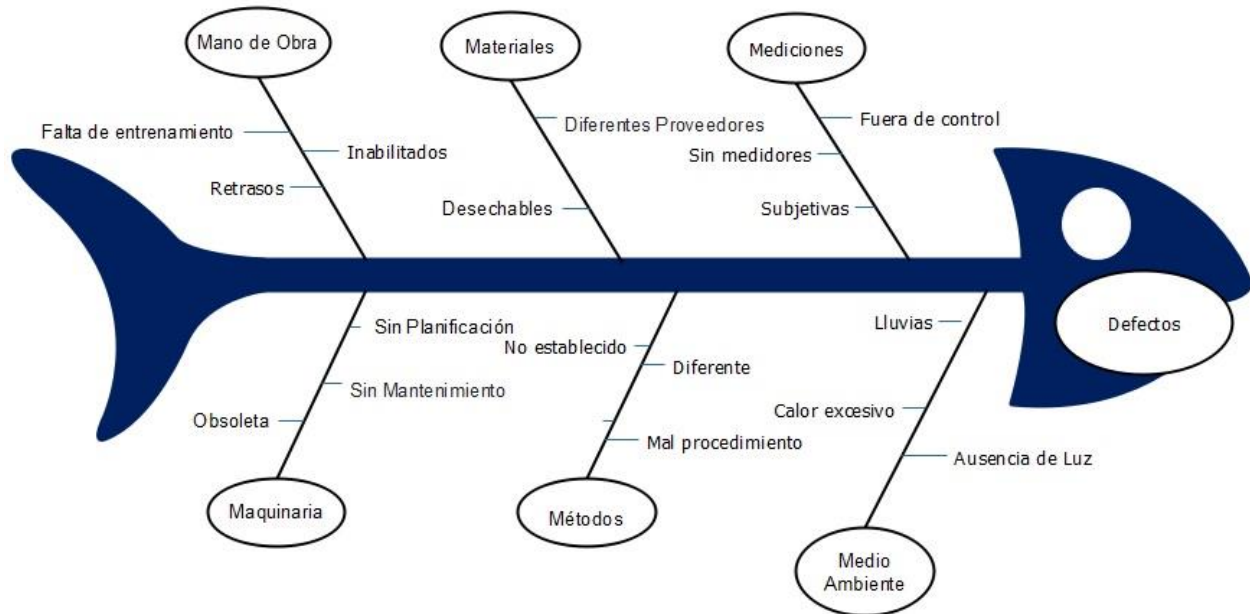 Mano de Obra
Materiales
Mediciones
Falta de entrenamiento
Inabilitados
Retrasos
Diferentes Proveedores
Desechables
Fuera de control
Sin medidores
Subjetivas
Defectos
Sin Planificación
Sin Mantenimiento
Obsoleta
No establecido
Diferente
Mal procedimiento
Lluvias
Calor excesivo
Ausencia de Luz
Maquinaria
Métodos
Medio
Ambiente